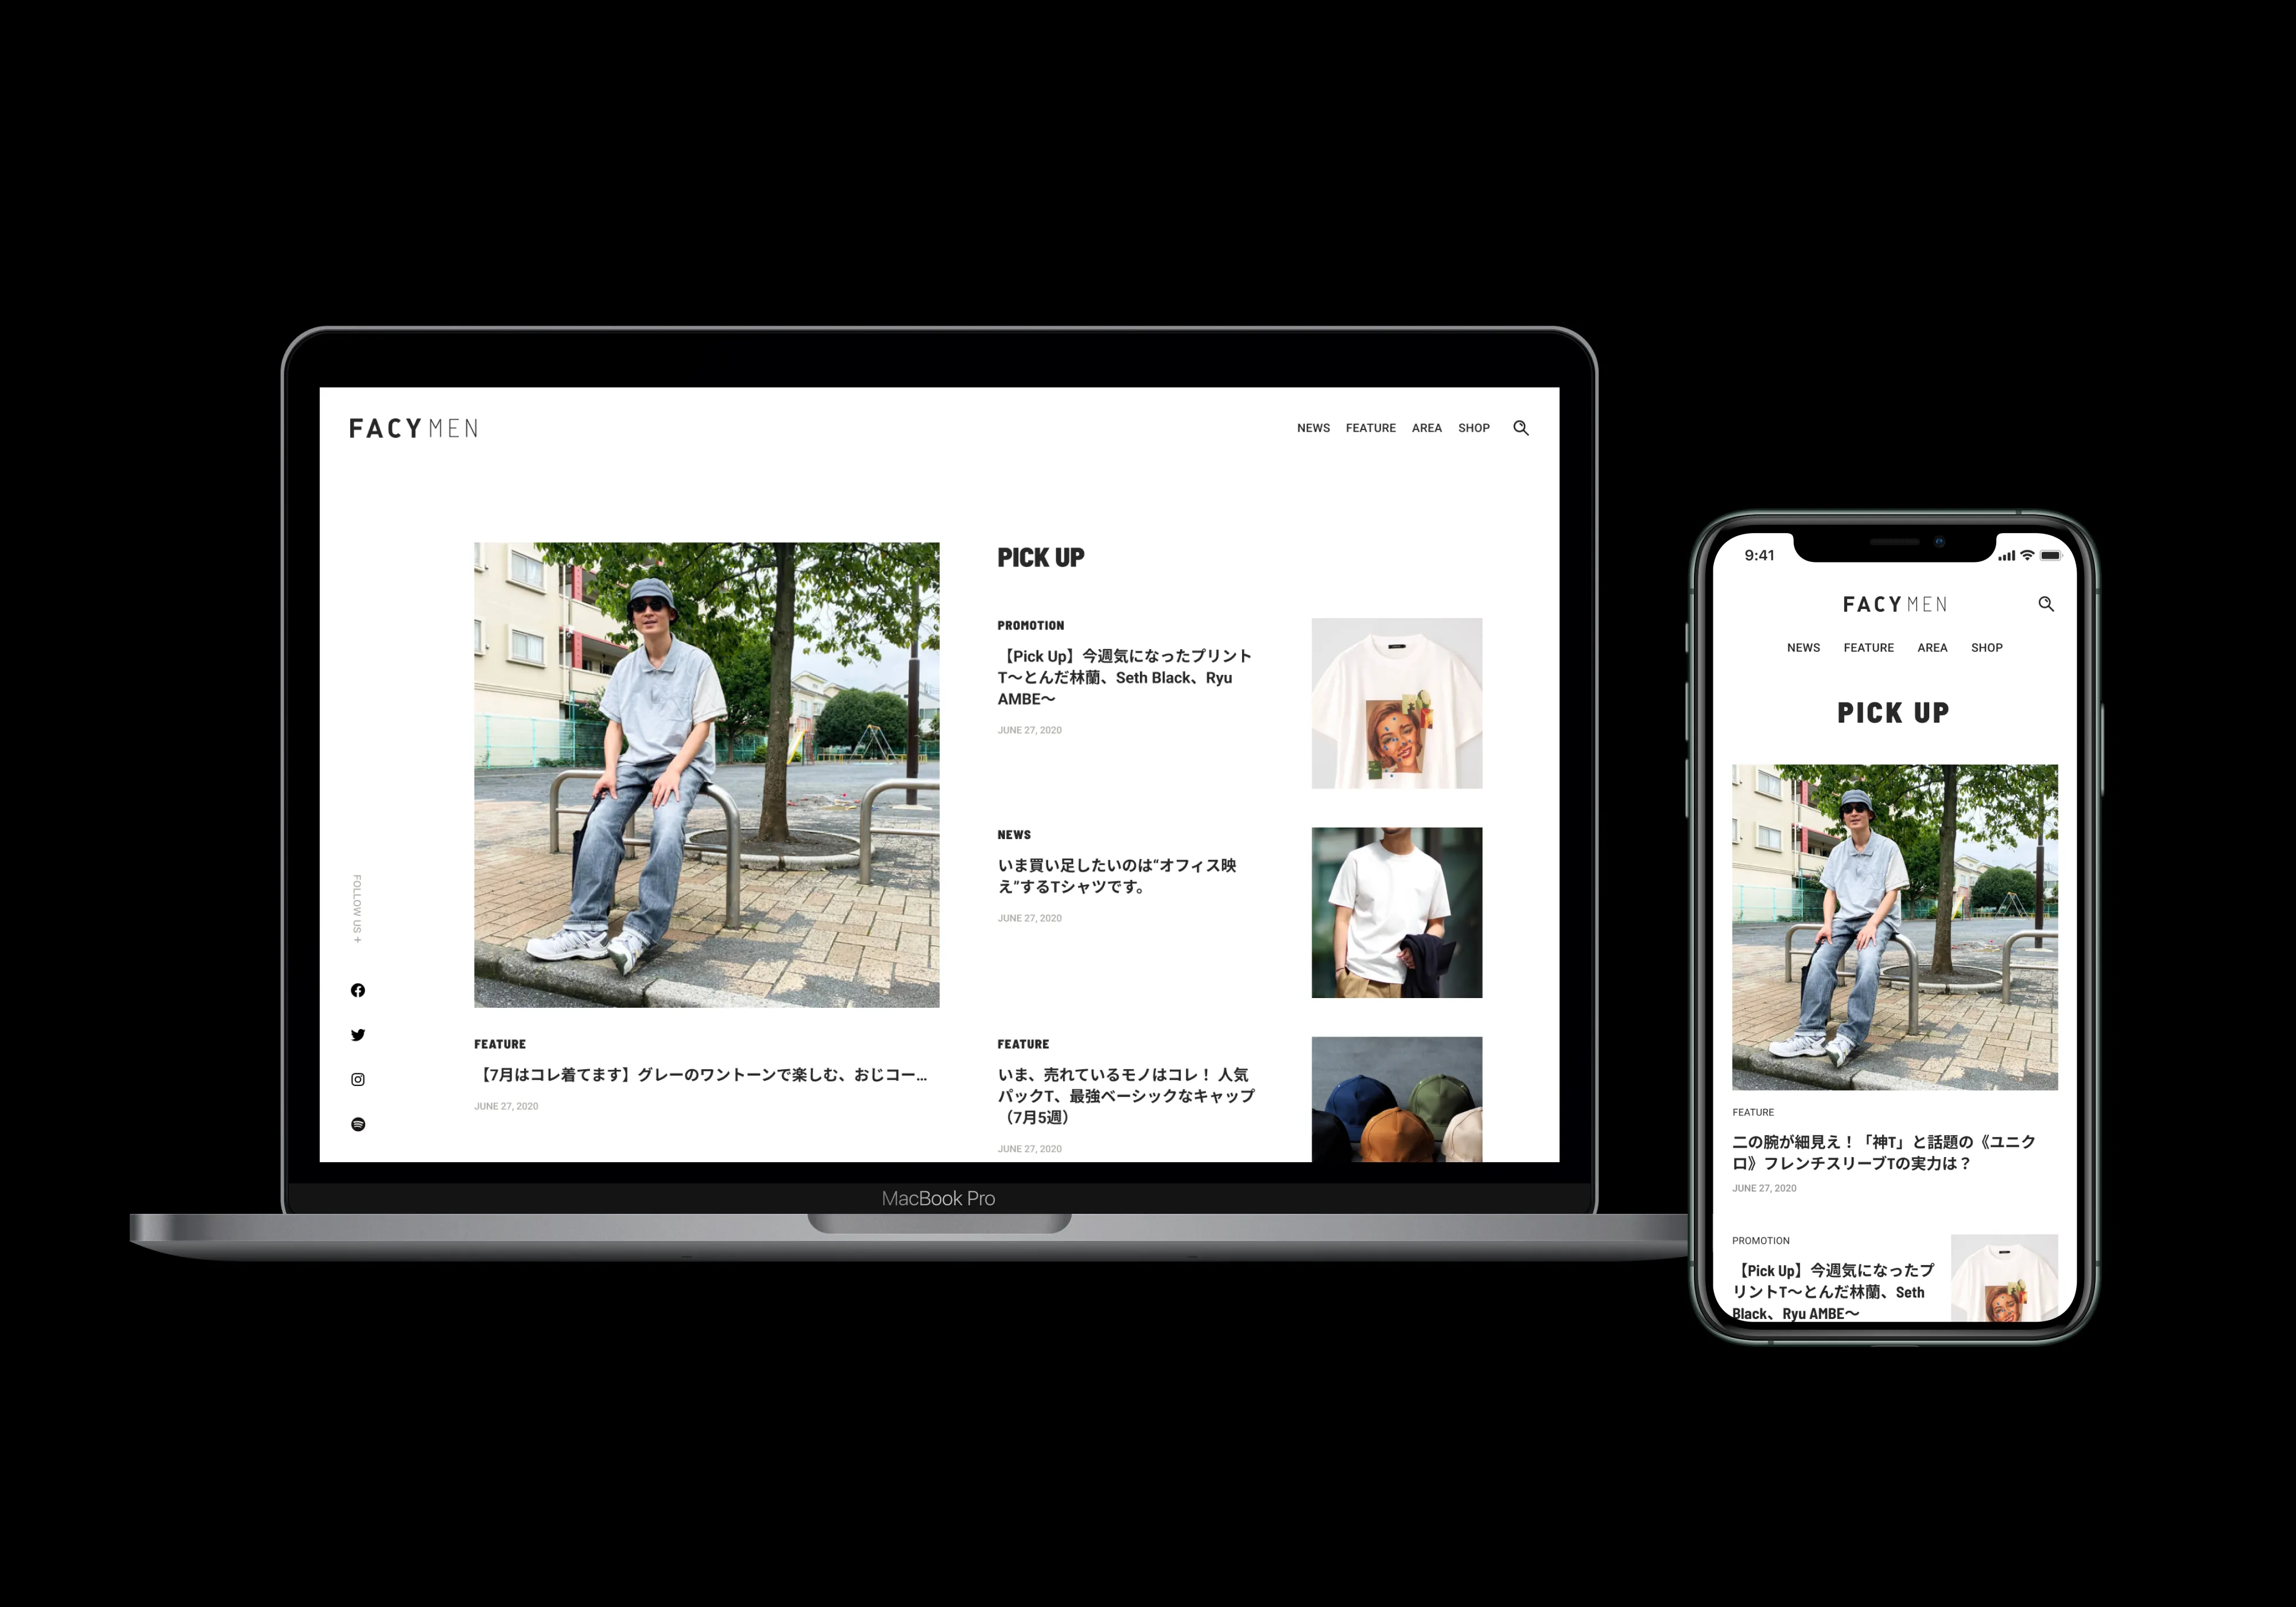 FACY MEN
NEWS FEATURE AREA SHOP
PICK UP
PROMOTION
【Pick Up】今週気になったプリント
T〜とんだ林蘭、Seth Black、Ryu
AMBE〜
JUNE 27, 2020
NEWS
いま買い足したいのは“オフィス映
え”するTシャツです。
JUNE 27, 2020
FEATURE
いま、売れているモノはコレ！ 人気
パックT、最強ベーシックなキャップ
（7月5週）
JUNE 27, 2020
FEATURE
【7月はコレ着てます】グレーのワントーンで楽しむ、おじコー...
JUNE 27, 2020
FOLLOW US +
MacBook Pro
9:41
FACY MEN
NEWS FEATURE AREA SHOP
PICK UP
FEATURE
二の腕が細見え！「神T」と話題の《ユニク
ロ》フレンチスリーブTの実力は？
JUNE 27, 2020
PROMOTION
【Pick Up】今週気になったプ
リントT〜とんだ林蘭、Seth
Black、Ryu AMBE〜